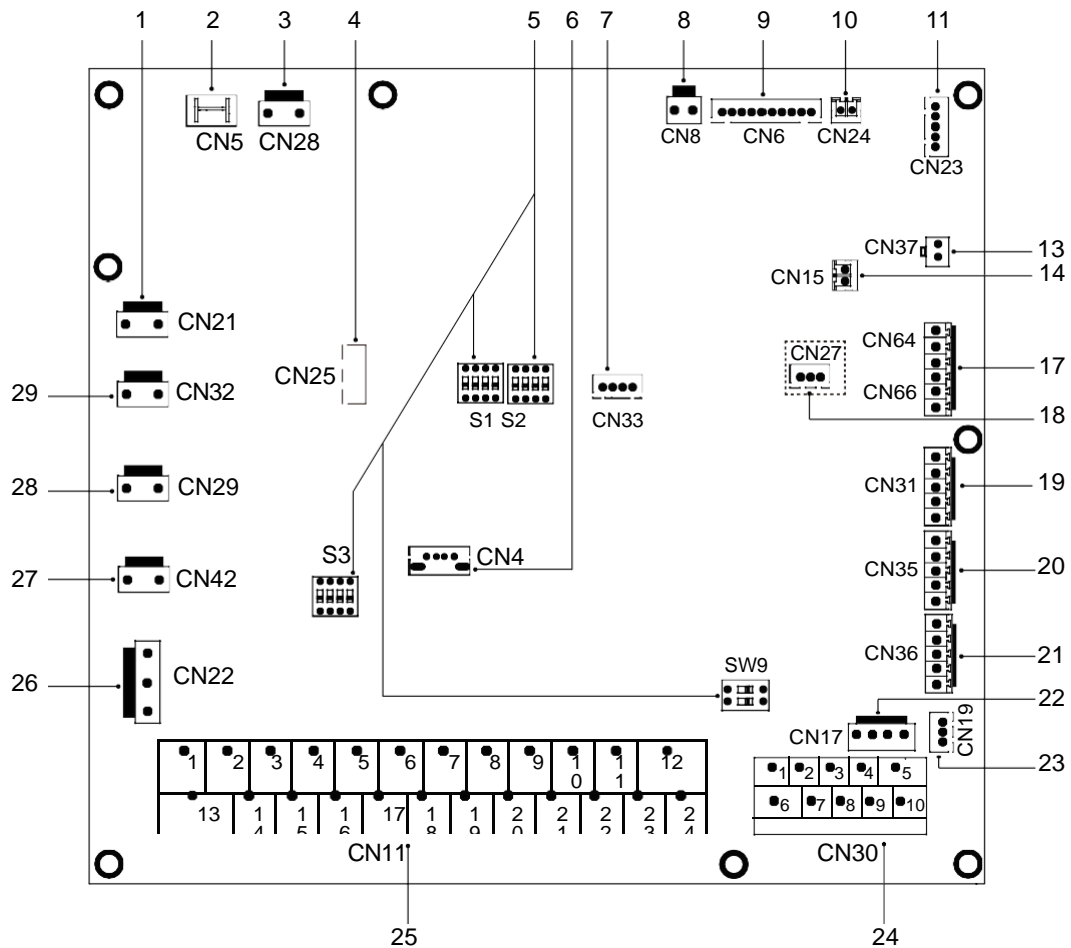 1 2 3 4 5 6 7 8 9 10 11
CN5 CN28 CN8 CN6 CN24
CN23
CN37 13
CN15 14
CN21 CN64
CN27
CN25 17
29 CN32 CN66
S1 S2 CN33 18
28 CN29 CN31 19
S3 CN4
27 CN42 CN35 20
26 CN22 CN36 21
SW9 22
CN17 CN19
23
1 2 3 4 5 6 7 8 9 10 11 12
13 14 15 16 17 18 19 20 21 22 23 24
1 2 3 4 5
6 7 8 9 10
CN11 CN30
25 24